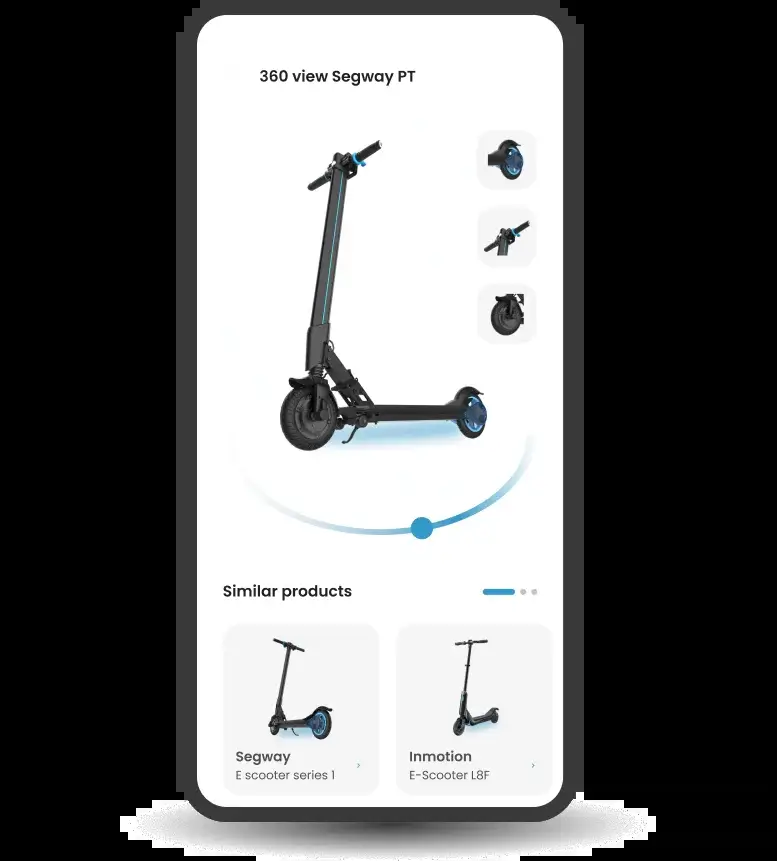 360 view Segway PT
Similar products
Segway
E scooter series 1
Inmotion
E-Scooter L8F